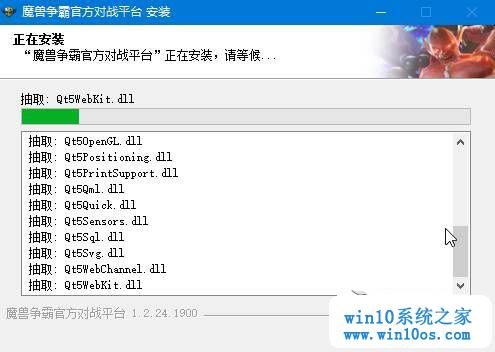 魔兽争霸官方对战平台 安装
正在安装
“魔兽争霸官方对战平台”正在安装，请等候...
抽取: Qt5WebKit.dll
抽取: Qt5OpenGL.dll
抽取: Qt5Positioning.dll
抽取: Qt5PrintSupport.dll
抽取: Qt5Qml.dll
抽取: Qt5Quick.dll
抽取: Qt5Sensors.dll
抽取: Qt5Sql.dll
抽取: Qt5Svg.dll
抽取: Qt5WebChannel.dll
抽取: Qt5WebKit.dll
魔兽争霸官方对战平台 1.2.24.1900
win10系统之家
www.win10os.com